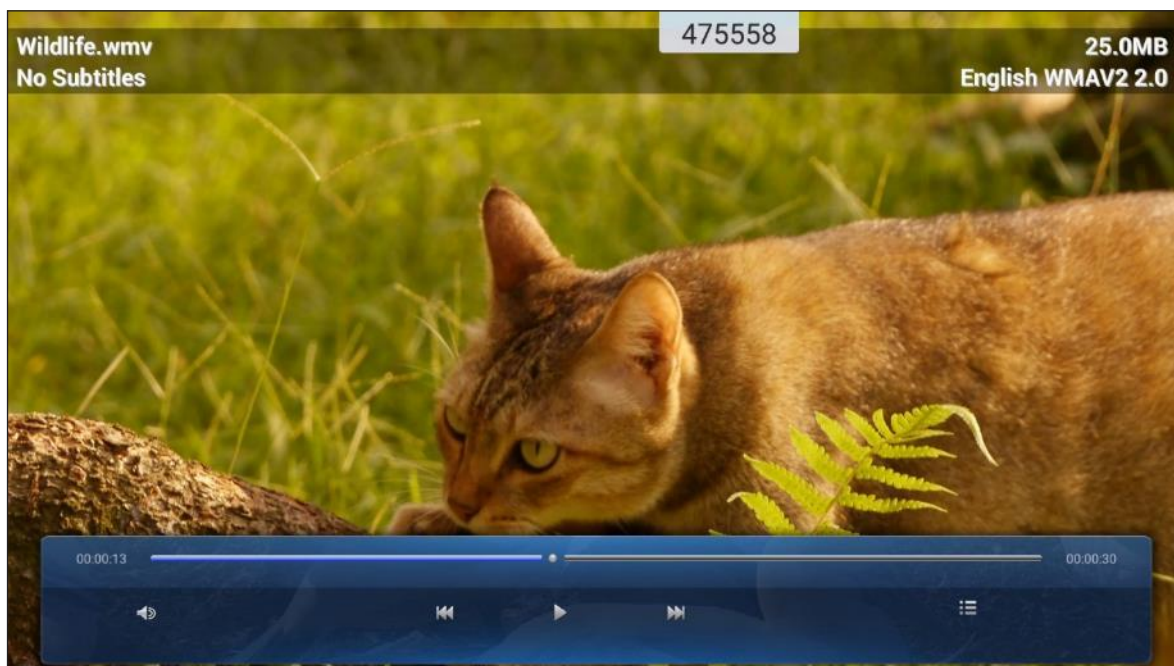 475558
Wildlife.wmv
25.0MB
No Subtitles
English WMAV2 2.0
00:00:13
00:00:30